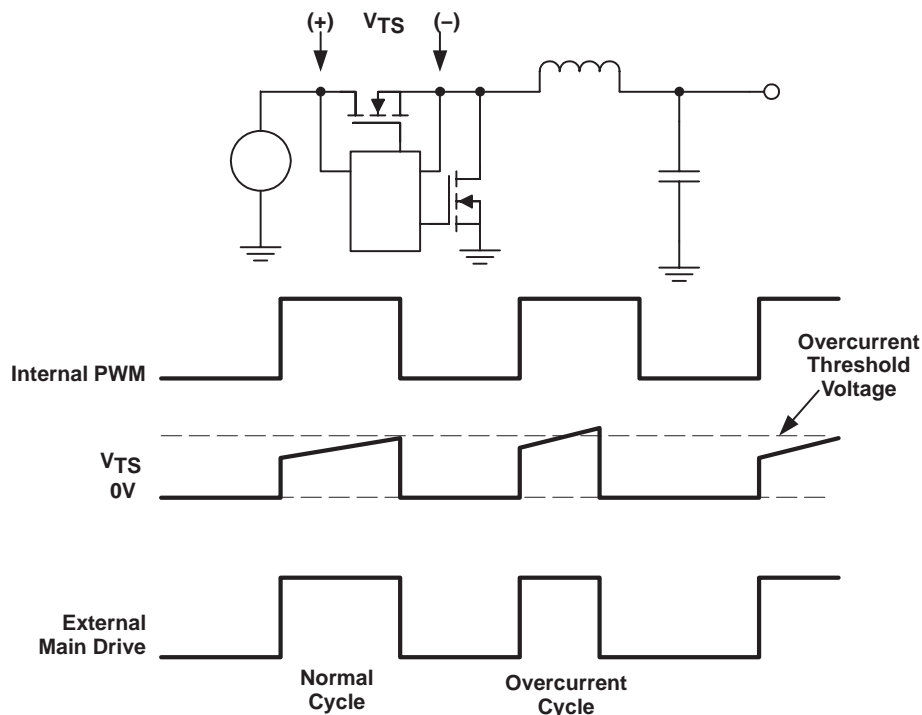 (+) VTS (–)
Internal PWM
Overcurrent
Threshold
Voltage
VTS
0V
External
Main Drive
Normal
Cycle
Overcurrent
Cycle